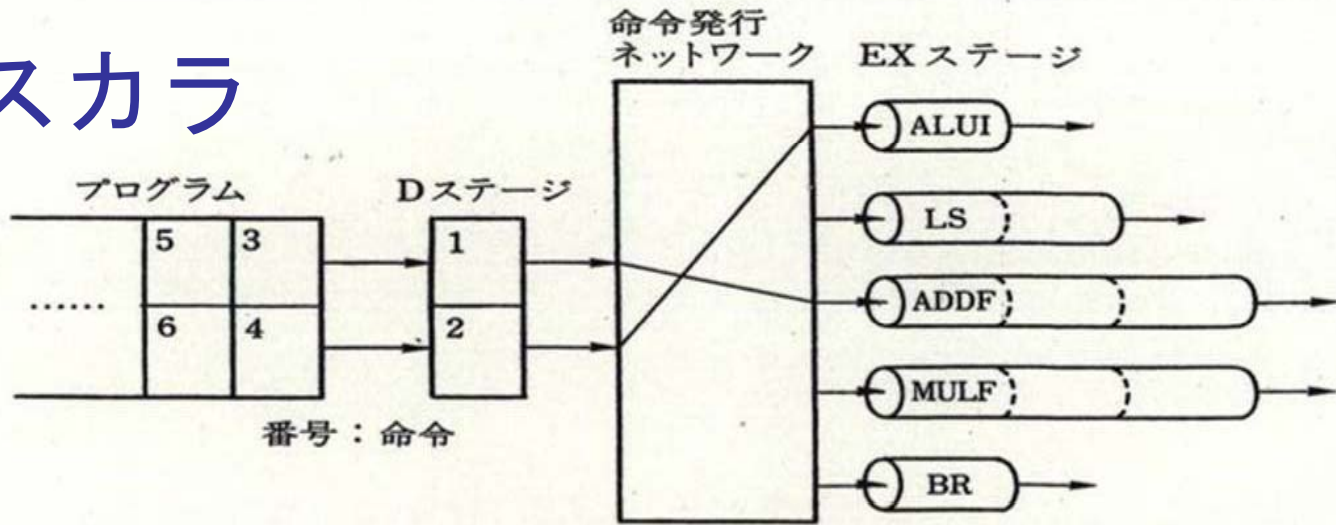 スカラ
命令発行
ネットワーク
EXステージ
プログラム
Dステージ
5 3
6 4
......
1
2
番号：命令
ALUI
LS
ADDF
MULF
BR